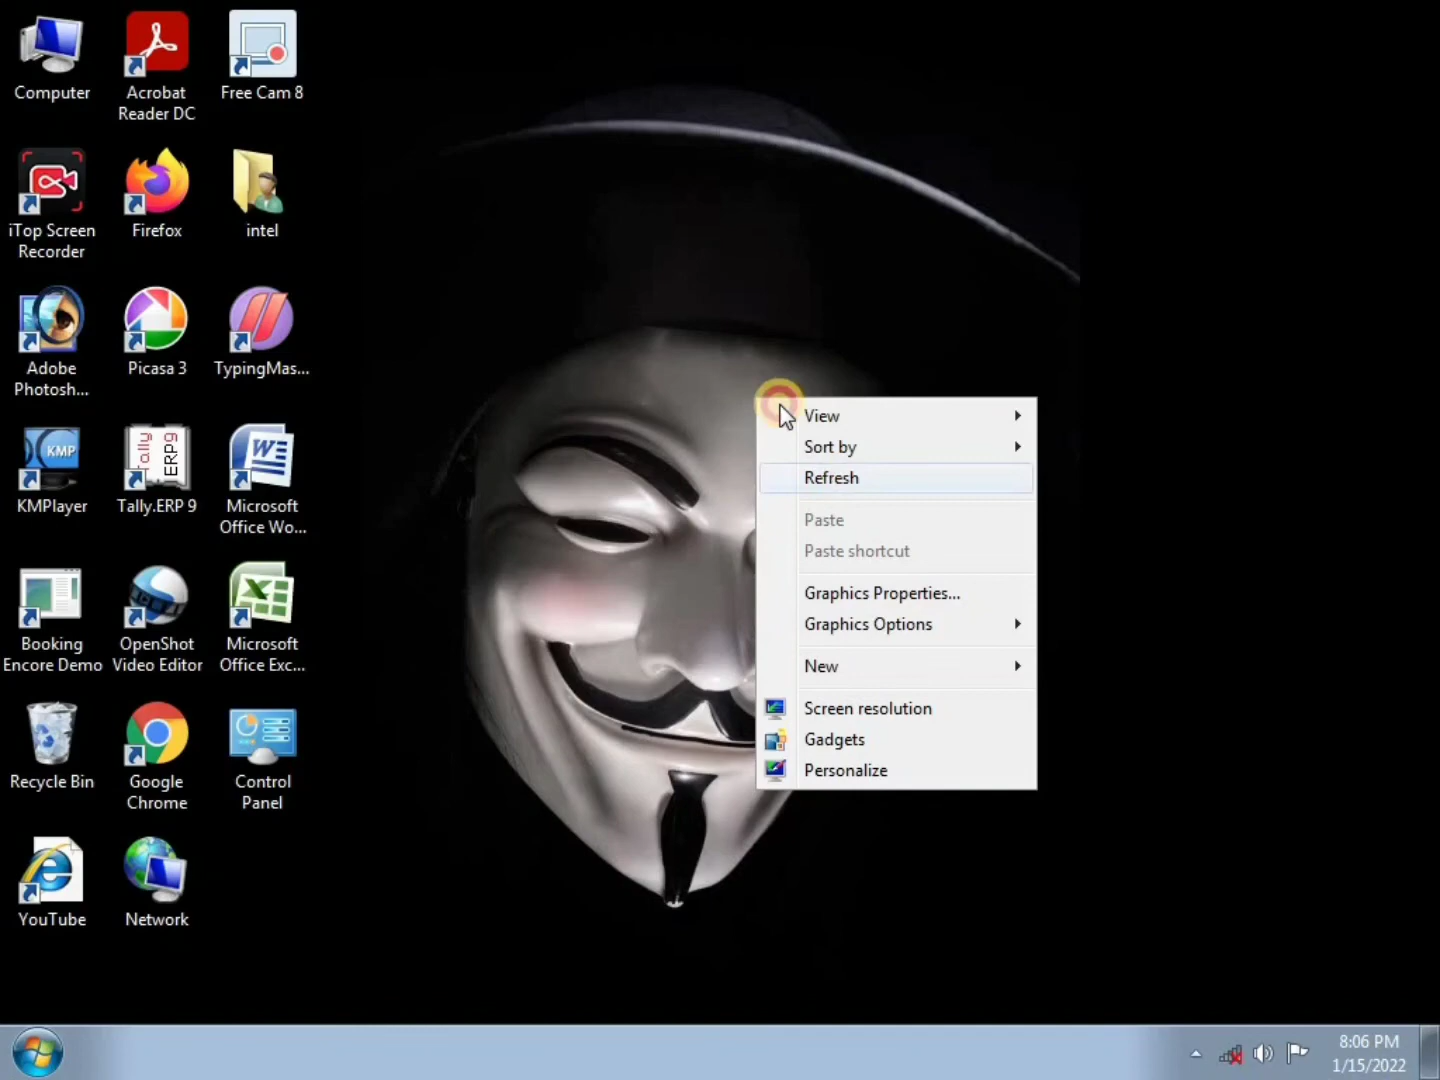 Computer
Acrobat
Reader DC
Free Cam 8
iTop Screen
Recorder
Firefox
intel
Adobe
Photosh...
Picasa 3
TypingMas...
KMP
KMPlayer
Tally
ERP9
Tally.ERP 9
Microsoft
Office Wo...
Booking
Encore Demo
OpenShot
Video Editor
Microsoft
Office Exc...
Recycle Bin
Google
Chrome
Control
Panel
YouTube
Network
View
Sort by
Refresh
Paste
Paste shortcut
Graphics Properties...
Graphics Options
New
Screen resolution
Gadgets
Personalize
8:06 PM
1/15/2022